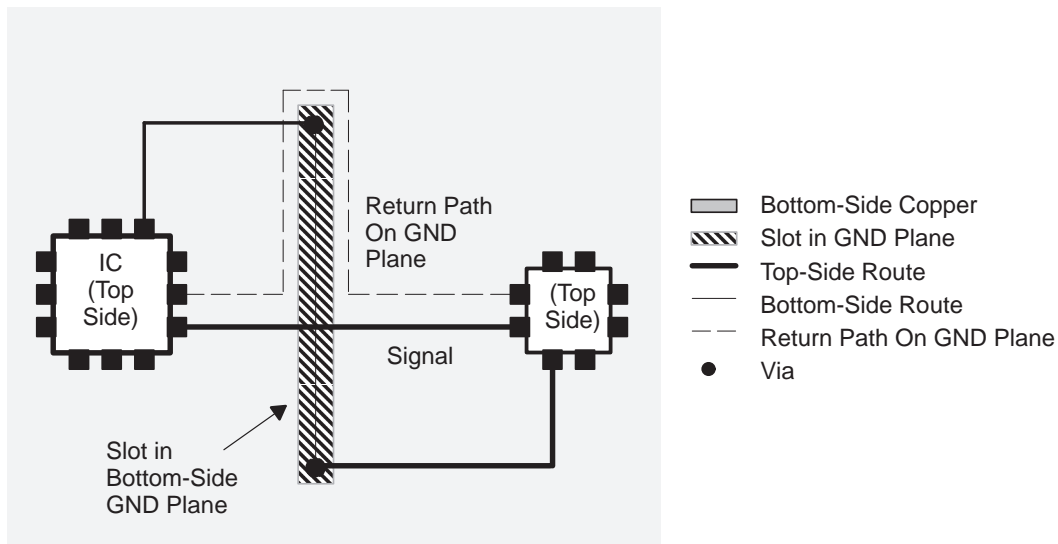 Return Path
On GND
Plane
IC
(Top
Side)
(Top
Side)
Signal
Slot in
Bottom-Side
GND Plane
Bottom-Side Copper
Slot in GND Plane
Top-Side Route
Bottom-Side Route
Return Path On GND Plane
Via